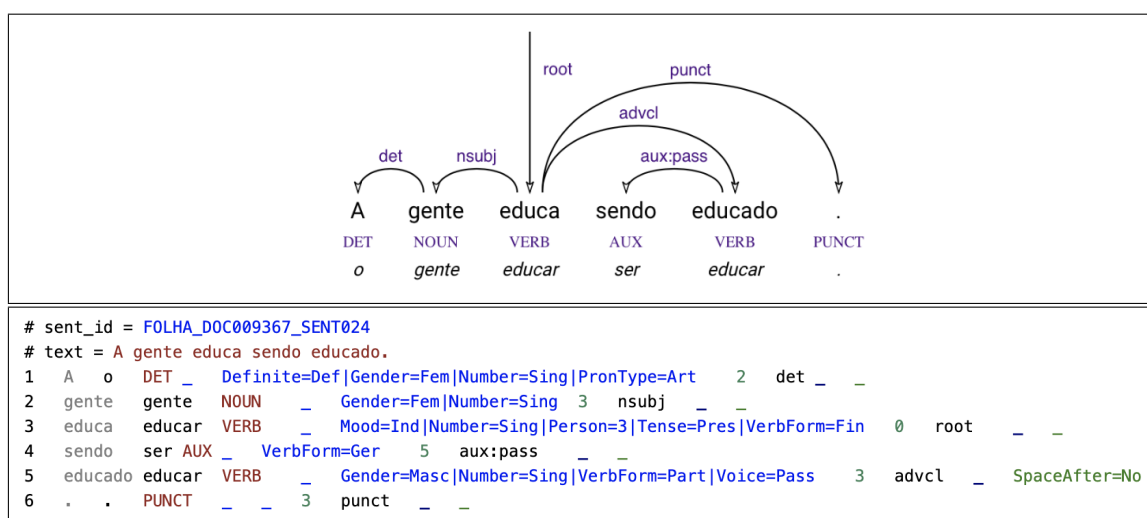 root punct
advcl
det nsubj aux:pass
A gente educa sendo educado .
DET NOUN VERB AUX VERB PUNCT
o gente educar ser educar .
# sent_id = FOLHA_DOC009367_SENT024
# text = A gente educa sendo educado.
1 A o DET _ Definite=Def|Gender=Fem|Number=Sing|PronType=Art 2 det _ _
2 gente gente NOUN _ Gender=Fem|Number=Sing 3 nsubj _ _
3 educa educar VERB _ Mood=Ind|Number=Sing|Person=3|Tense=Pres|VerbForm=Fin 0 root _ _
4 sendo ser AUX _ VerbForm=Ger 5 aux:pass _ _
5 educado educar VERB _ Gender=Masc|Number=Sing|VerbForm=Part|Voice=Pass 3 advcl _ SpaceAfter=No
6 . . PUNCT _ _ 3 punct _ _